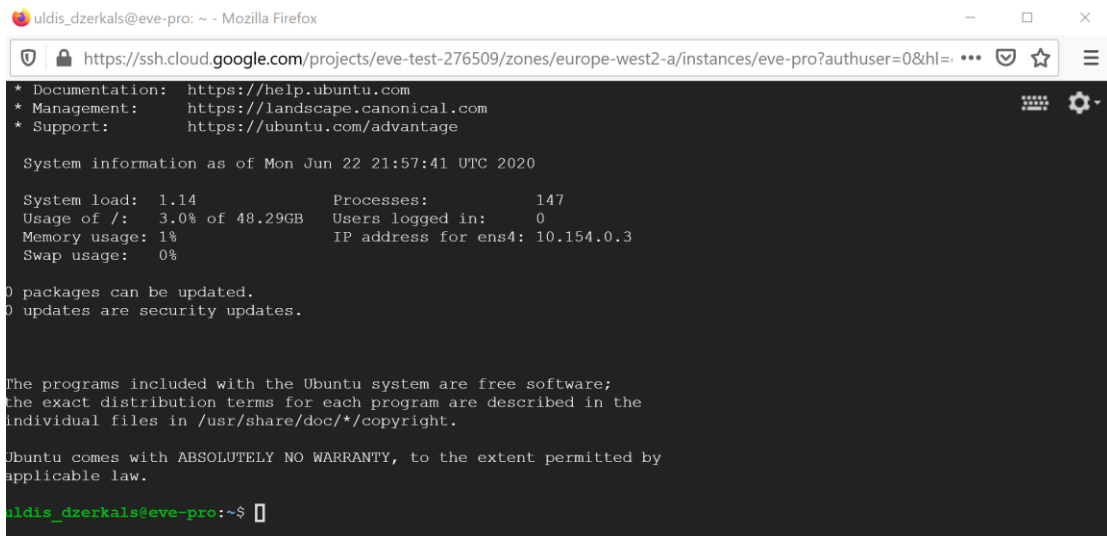 uldis_dzerkals@eve-pro: ~ - Mozilla Firefox
https://ssh.cloud.google.com/projects/eve-test-276509/zones/europe-west2-a/instances/eve-pro?authuser=0&hl=
* Documentation:  https://help.ubuntu.com
* Management:     https://landscape.canonical.com
* Support:        https://ubuntu.com/advantage
System information as of Mon Jun 22 21:57:41 UTC 2020
System load:  1.14               Processes:           147
Usage of /:   3.0% of 48.29GB   Users logged in:     0
Memory usage: 1%                 IP address for ens4: 10.154.0.3
Swap usage:   0%
0 packages can be updated.
0 updates are security updates.
The programs included with the Ubuntu system are free software;
the exact distribution terms for each program are described in the
individual files in /usr/share/doc/*/copyright.
Ubuntu comes with ABSOLUTELY NO WARRANTY, to the extent permitted by
applicable law.
uldis_dzerkals@eve-pro:~$